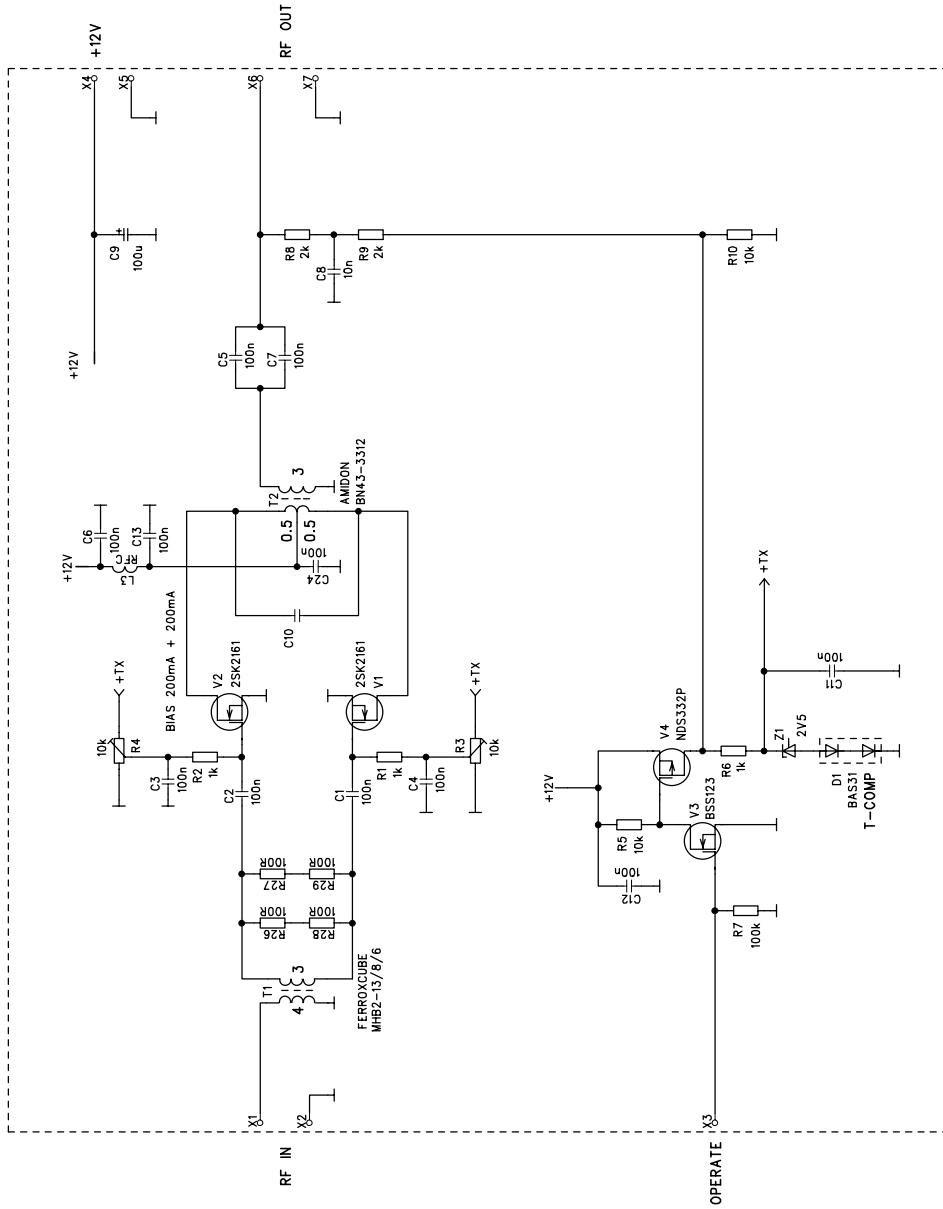 +12V
X4
X5
+12V
C9
+
100u
RF OUT
X6
X7
R8
2k
C8
10n
R9
2k
R10
10k
C5
100n
C7
100n
T2
3
0.5
0.5
AMIDON
BN43-3312
+12V
C6
100n
L3
RFC
C13
100n
100n
C24
C10
BIAS 200mA + 200mA
V2
2SK2161
2SK2161
V1
+TX
10k
R4
C3
100n
R2
1k
C2
100n
C1
100n
R1
1k
C4
100n
R3
10k
+TX
100R
R27
100R
R29
100R
R26
100R
R28
T1
4
3
FERROXCUBE
MHB2-13/8/6
RF IN
X1
X2
OPERATE
X3
R7
100k
+12V
100n
C12
R5
10k
V3
BSS123
V4
NDS332P
R6
1k
+TX
100n
C11
Z1
2V5
D1
BAS31
T-COMP